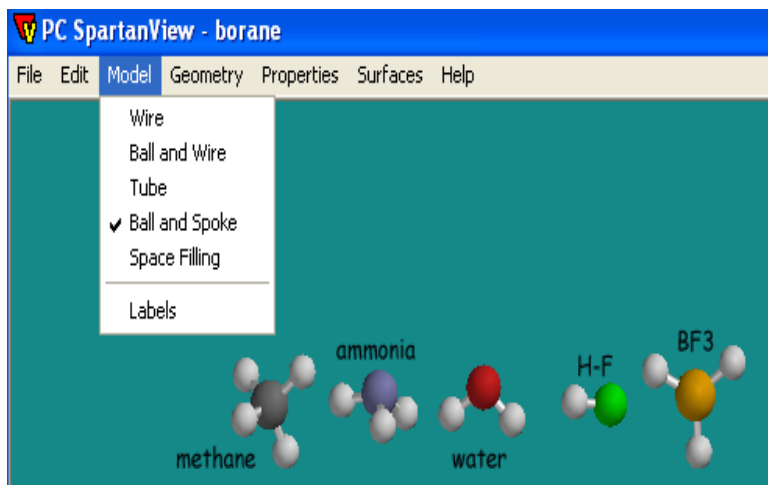 PC SpartanView - borane
File Edit Model Geometry Properties Surfaces Help
Wire
Ball and Wire
Tube
Ball and Spoke
Space Filling
Labels
ammonia
H-F
BF3
methane
water